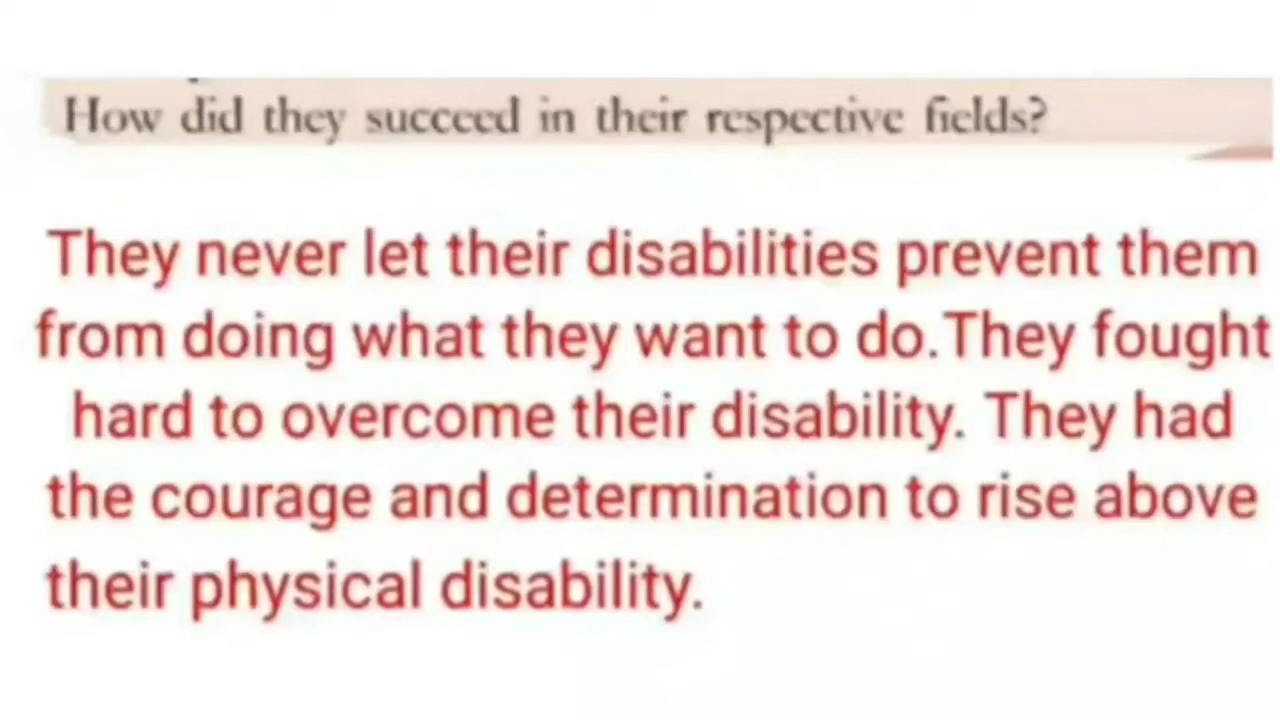 How did they succeed in their respective fields?
They never let their disabilities prevent them
from doing what they want to do.They fought
hard to overcome their disability. They had
the courage and determination to rise above
their physical disability.